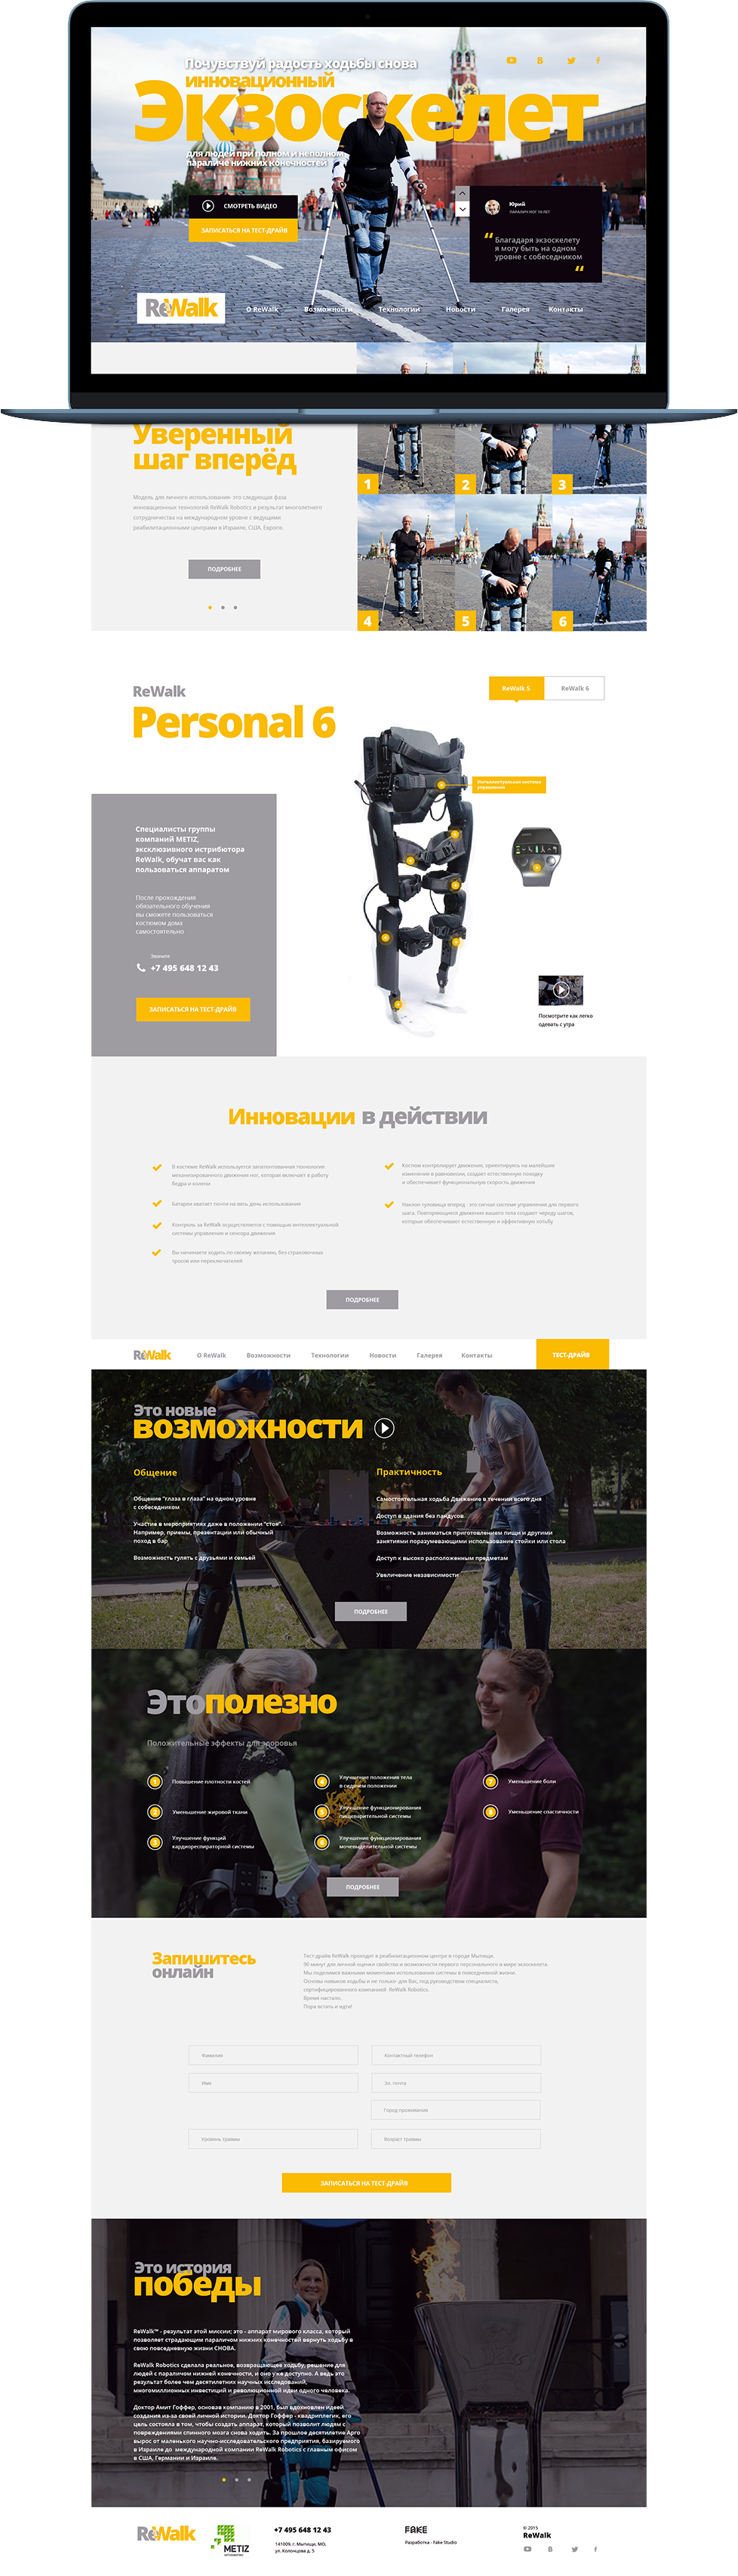 Почувствуй радость ходьбы снова
инновационный
Экзоскелет
для людей при полном и неполном
параличе нижних конечностей
СМОТРЕТЬ ВИДЕО
ЗАПИСАТЬСЯ НА ТЕСТ-ДРАЙВ
Юрий
ПАРАЛИЧ НОГ 10 ЛЕТ
“ Благодаря экзоскелету
я могу быть на одном
уровне с собеседником ”
ReWalk
О ReWalk Возможности Технологии Новости Галерея Контакты
Уверенный
шаг вперёд
Модель для личного использования- это следующая фаза
инновационных технологий ReWalk Robotics и результат многолетнего
сотрудничества на международном уровне с ведущими
реабилитационными центрами в Израиле, США, Европе.
ПОДРОБНЕЕ
1 2 3
4 5 6
ReWalk
Personal 6
ReWalk 5 ReWalk 6
Интеллектуальная система
управления
Специалисты группы
компаний METIZ,
эксклюзивного истрибютора
ReWalk, обучат вас как
пользоваться аппаратом
После прохождения
обязательного обучения
вы сможете пользоваться
костюмом дома
самостоятельно
Звоните
+7 495 648 12 43
ЗАПИСАТЬСЯ НА ТЕСТ-ДРАЙВ
Посмотрите как легко
одевать с утра
Инновации в действии
В костюме ReWalk используется запатентованная технология
механизированного движения ног, которая включает в работу
бедра и колени
Батареи хватает почти на весь день использования
Контроль за ReWalk осуществляется с помощью интеллектуальной
системы управления и сенсора движения
Вы начинаете ходить по своему желанию, без страховочных
тросов или переключателей
Костюм контролирует движения, ориентируясь на малейшие
изменения в равновесии, создает естественную походку
и обеспечивает функциональную скорость движения
Наклон туловища вперед - это сигнал системе управления для первого
шага. Повторяющиеся движения вашего тела создают череду шагов,
которые обеспечивают естественную и эффективную ходьбу
ПОДРОБНЕЕ
ReWalk О ReWalk Возможности Технологии Новости Галерея Контакты ТЕСТ-ДРАЙВ
Это новые
возможности
Общение
Общение "глаза в глаза" на одном уровне
с собеседником
Участие в мероприятиях даже в положении "стоя".
Например, приемы, презентации или обычный
поход в бар
Возможность гулять с друзьями и семьей
Практичность
Самостоятельная ходьба Движение в течении всего дня
Доступ в здания без пандусов
Возможность заниматься приготовлением пищи и другими
занятиями поразумевающими использование стойки или стола
Доступ к высоко расположенным предметам
Увеличение независимости
ПОДРОБНЕЕ
Этополезно
Положительные эффекты для здоровья
1 Повышение плотности костей
2 Уменьшение жировой ткани
3 Улучшение функций
кардиореспираторной системы
4 Улучшение положения тела
в сидячем положении
5 Улучшение функционирования
пищеварительной системы
6 Улучшение функционирования
мочевыделительной системы
7 Уменьшение боли
8 Уменьшение спастичности
ПОДРОБНЕЕ
Запишитесь
онлайн
Тест-драйв ReWalk проходит в реабилитационном центре в городе Мытищи.
90 минут для личной оценки свойства и возможности первого персонального в мире экзоскелета.
Мы поделимся важными моментами использования системы в повседневной жизни.
Основы навыков ходьбы и не только- для Вас, под руководством специалиста,
сертифицированного компанией ReWalk Robotics.
Время настало.
Пора встать и идти!
Фамилия
Контактный телефон
Имя
Эл. почта
Город проживания
Уровень травмы
Возраст травмы
ЗАПИСАТЬСЯ НА ТЕСТ-ДРАЙВ
Это история
победы
ReWalk™ - результат этой миссии; это - аппарат мирового класса, который
позволяет страдающим параличом нижних конечностей вернуть ходьбу в
свою повседневную жизни СНОВА.
ReWalk Robotics сделала реальное, возвращающее ходьбу, решение для
людей с параличом нижней конечности, и оно уже доступно. А ведь это
результат более чем десятилетних научных исследований,
многомиллионных инвестиций и революционной идеи одного человека.
Доктор Амит Гоффер, основав компанию в 2001, был вдохновлен идеей
создания из-за своей личной истории. Доктор Гоффер - квадриплегик, его
цель состояла в том, чтобы создать аппарат, который позволит людям с
повреждениями спинного мозга снова ходить. За прошлое десятилетие Арго
вырос от маленького научно-исследовательского предприятия, базируемого
в Израиле до международной компании ReWalk Robotics с главным офисом
в США, Германии и Израиле.
ReWalk
METIZ
+7 495 648 12 43
141009, г. Мытищи, МО,
ул. Колонцова д. 5
FAKE
Разработка - Fake Studio
© 2015
ReWalk